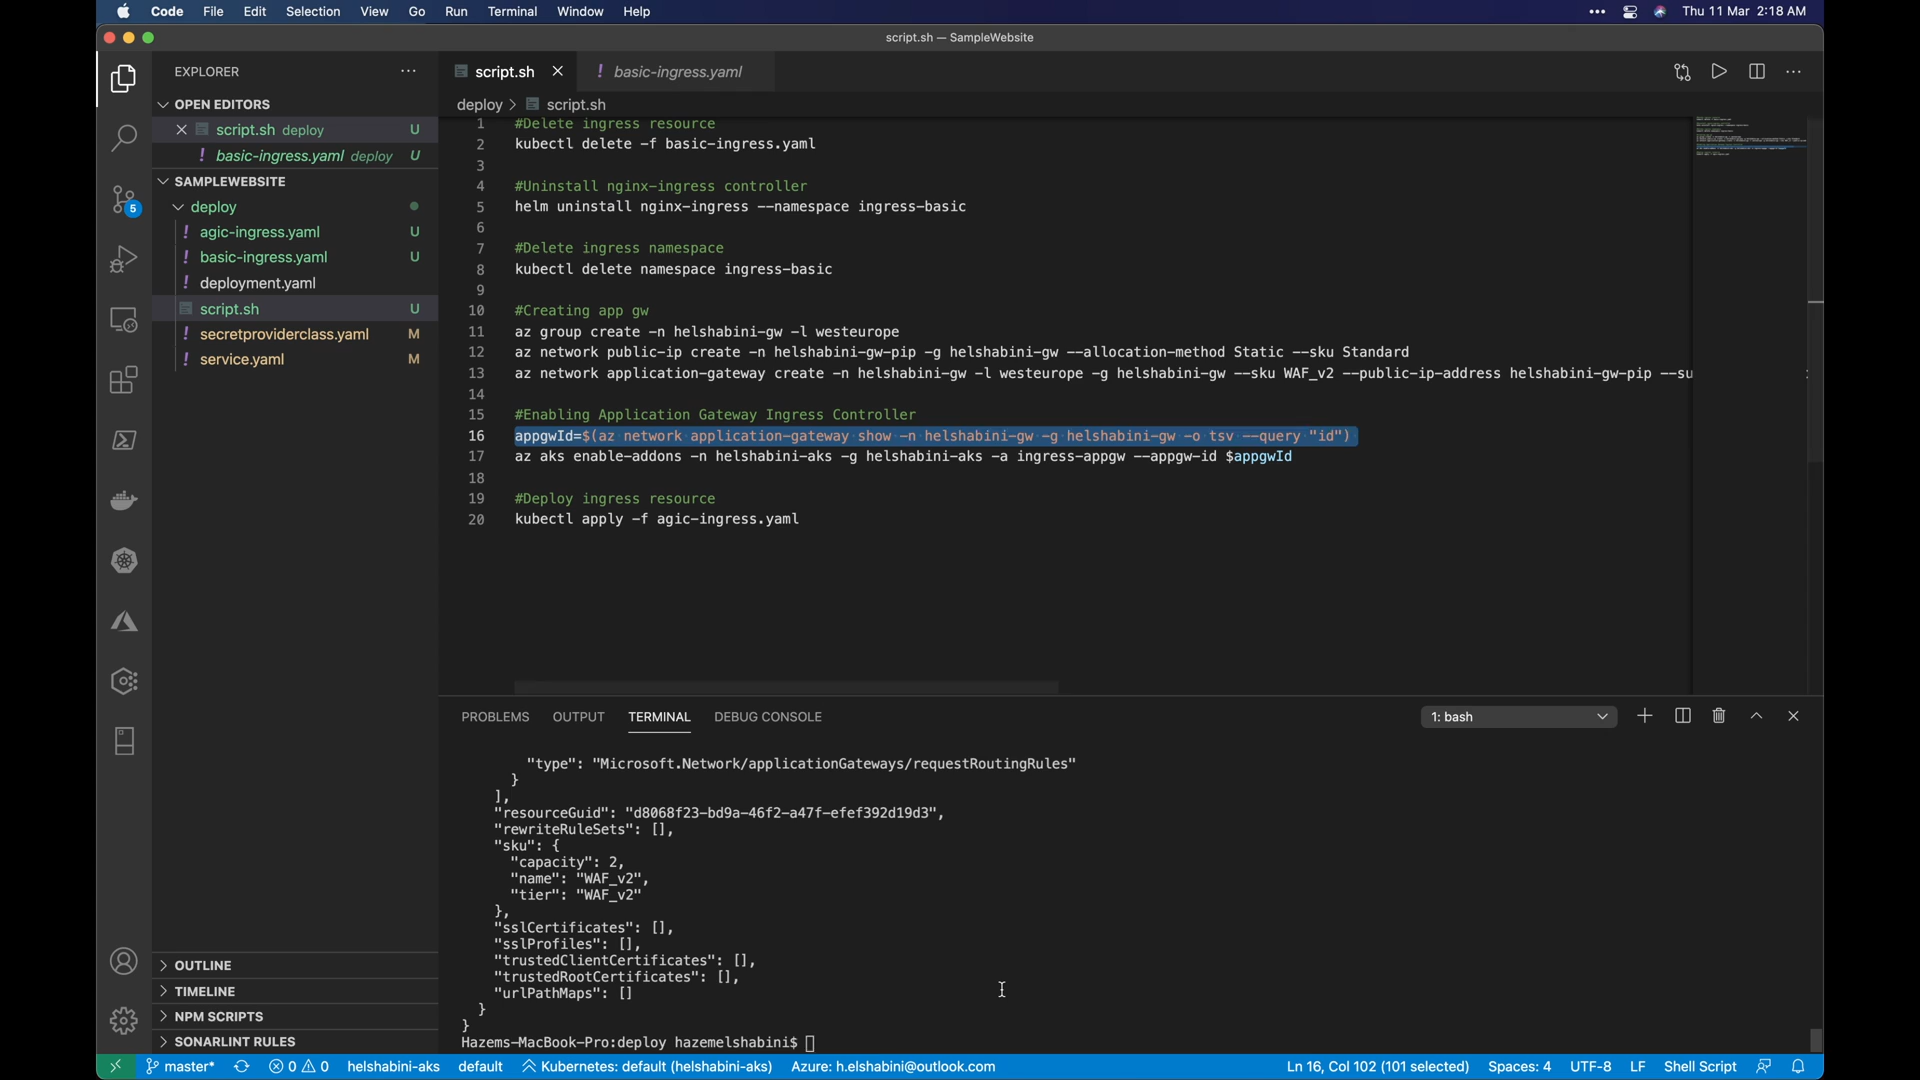 Code File Edit Selection View Go Run Terminal Window Help
Thu 11 Mar 2:18 AM
script.sh — SampleWebsite
EXPLORER
script.sh
! basic-ingress.yaml
OPEN EDITORS
deploy > script.sh
script.sh deploy U
! basic-ingress.yaml deploy U
SAMPLEWEBSITE
deploy
! agic-ingress.yaml U
! basic-ingress.yaml U
! deployment.yaml
script.sh U
! secretproviderclass.yaml M
! service.yaml M
5
OUTLINE
TIMELINE
NPM SCRIPTS
SONARLINT RULES
1 #Delete ingress resource
2 kubectl delete -f basic-ingress.yaml
3
4 #Uninstall nginx-ingress controller
5 helm uninstall nginx-ingress --namespace ingress-basic
6
7 #Delete ingress namespace
8 kubectl delete namespace ingress-basic
9
10 #Creating app gw
11 az group create -n helshabini-gw -l westeurope
12 az network public-ip create -n helshabini-gw-pip -g helshabini-gw --allocation-method Static --sku Standard
13 az network application-gateway create -n helshabini-gw -l westeurope -g helshabini-gw --sku WAF_v2 --public-ip-address helshabini-gw-pip --su
14
15 #Enabling Application Gateway Ingress Controller
16 appgwId=$(az network application-gateway show -n helshabini-gw -g helshabini-gw -o tsv --query "id")
17 az aks enable-addons -n helshabini-aks -g helshabini-aks -a ingress-appgw --appgw-id $appgwId
18
19 #Deploy ingress resource
20 kubectl apply -f agic-ingress.yaml
PROBLEMS OUTPUT TERMINAL DEBUG CONSOLE
1: bash
"type": "Microsoft.Network/applicationGateways/requestRoutingRules"
}
],
"resourceGuid": "d8068f23-bd9a-46f2-a47f-efef392d19d3",
"rewriteRuleSets": [],
"sku": {
"capacity": 2,
"name": "WAF_v2",
"tier": "WAF_v2"
},
"sslCertificates": [],
"sslProfiles": [],
"trustedClientCertificates": [],
"trustedRootCertificates": [],
"urlPathMaps": []
}
}
Hazems-MacBook-Pro:deploy hazemelshabini$
master* 0 0 helshabini-aks default Kubernetes: default (helshabini-aks) Azure: h.elshabini@outlook.com
Ln 16, Col 102 (101 selected) Spaces: 4 UTF-8 LF Shell Script